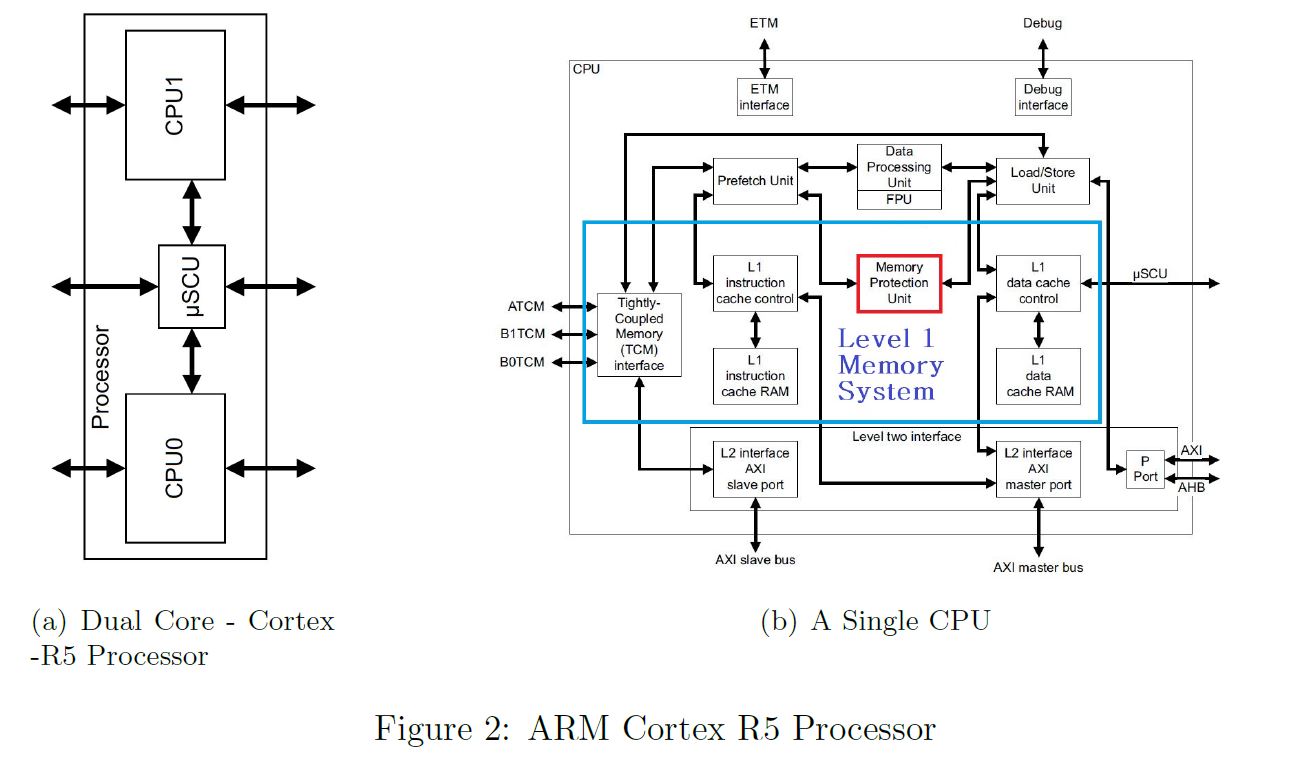 CPU1
µSCU
Processor
CPU0
(a) Dual Core - Cortex
-R5 Processor
ETM
Debug
CPU
ETM
interface
Debug
interface
Prefetch Unit
Data
Processing
Unit
FPU
Load/Store
Unit
L1
instruction
cache control
Memory
Protection
Unit
L1
data cache
control
µSCU
ATCM
B1TCM
B0TCM
Tightly-
Coupled
Memory
(TCM)
interface
Level 1
Memory
System
L1
instruction
cache RAM
L1
data
cache RAM
Level two interface
L2 interface
AXI
slave port
L2 interface
AXI
master port
P
Port
AXI
AHB
AXI slave bus
AXI master bus
(b) A Single CPU
Figure 2: ARM Cortex R5 Processor